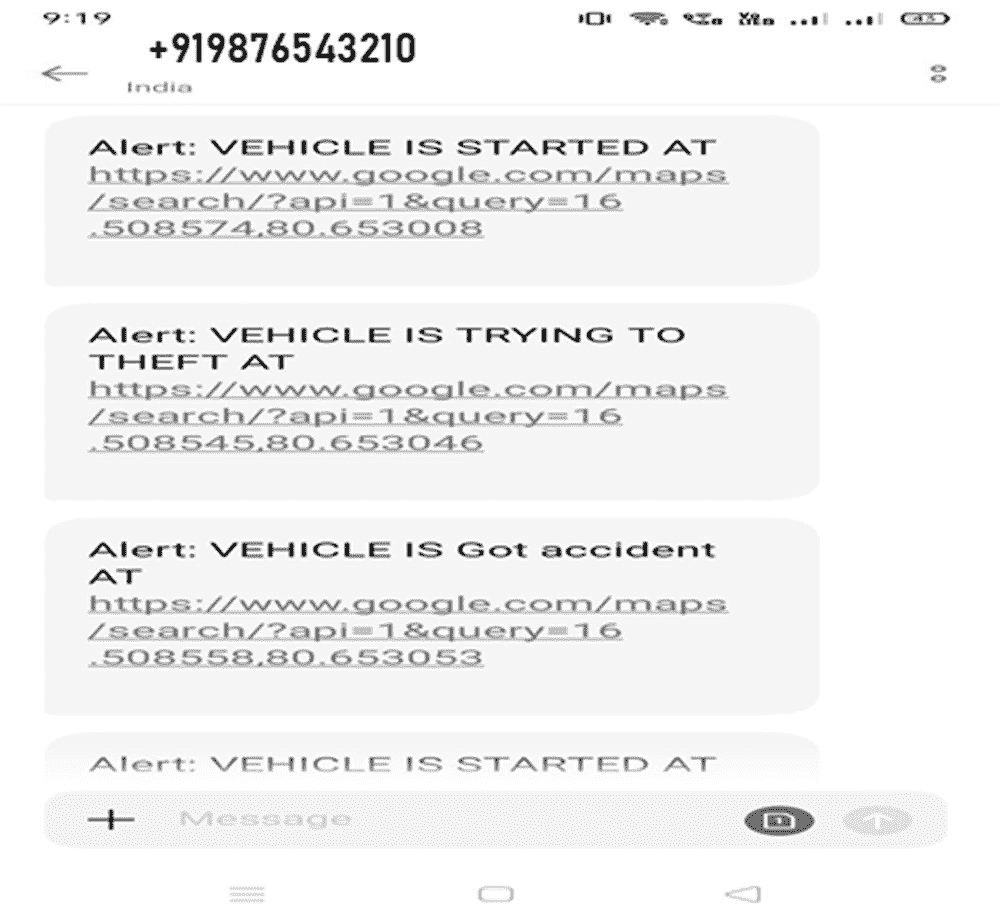 9:19
+919876543210
India
Alert: VEHICLE IS STARTED AT
https://www.google.com/maps
/search/?api=1&query=16
.508574,80.653008
Alert: VEHICLE IS TRYING TO
THEFT AT
https://www.google.com/maps
/search/?api=1&query=16
.508545,80.653046
Alert: VEHICLE IS Got accident
AT
https://www.google.com/maps
/search/?api=1&query=16
.508558,80.653053
Alert: VEHICLE IS STARTED AT
Message